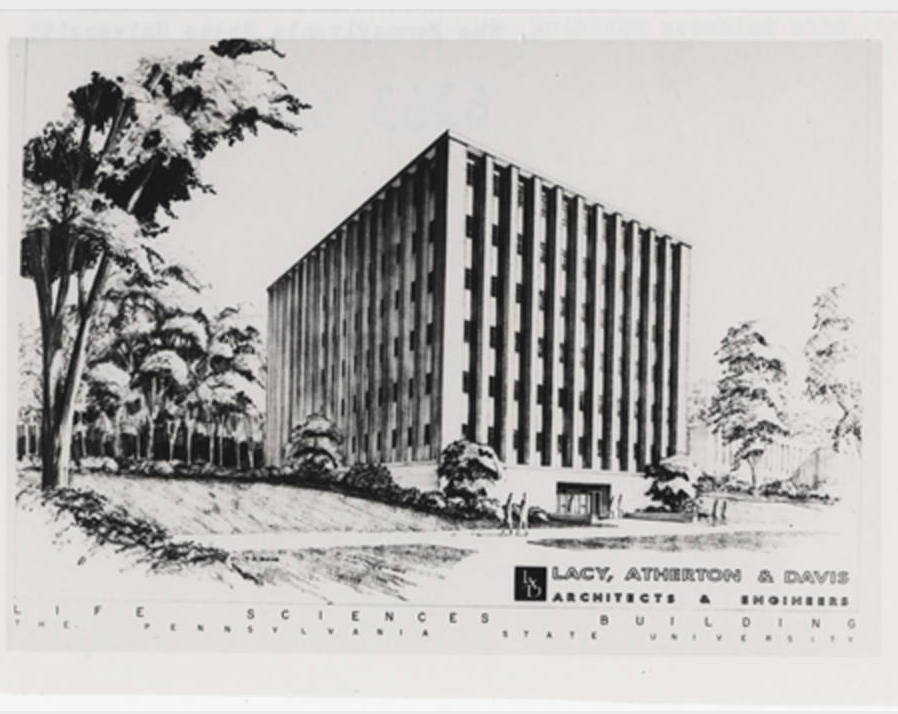 LACY, ATHERTON & DAVIS
ARCHITECTS & ENGINEERS
LIFE SCIENCES BUILDING
THE PENNSYLVANIA STATE UNIVERSITY